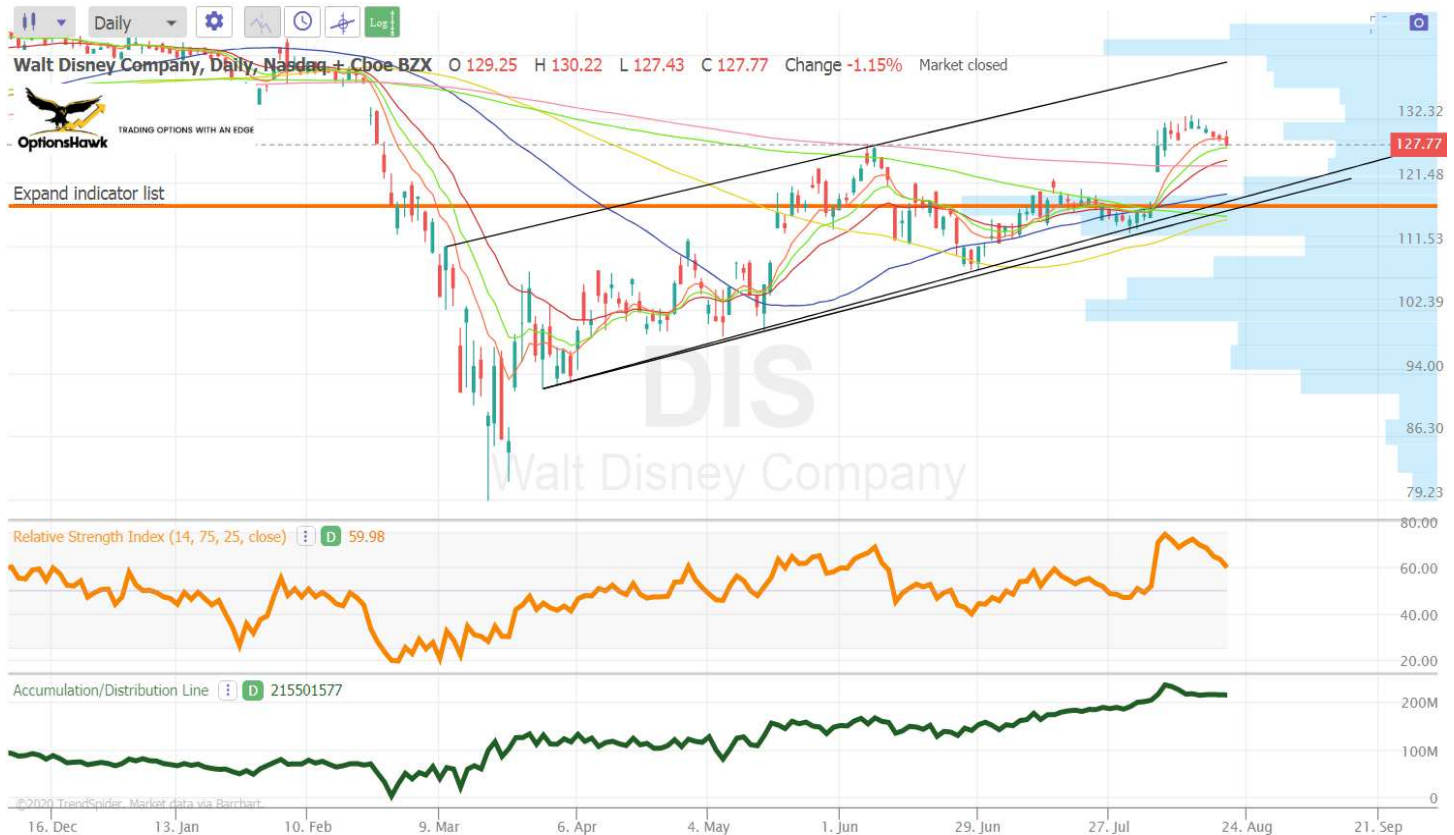 Daily
Log
Walt Disney Company, Daily, Nasdaq + Cboe BZX O 129.25 H 130.22 L 127.43 C 127.77 Change -1.15% Market closed
TRADING OPTIONS WITH AN EDGE
OptionsHawk
Expand indicator list
132.32
127.77
121.48
111.53
102.39
94.00
86.30
79.23
DIS
Walt Disney Company
Relative Strength Index (14, 75, 25, close) D 59.98
80.00
60.00
40.00
20.00
Accumulation/Distribution Line D 215501577
200M
100M
0
©2020 TrendSpider. Market data via Barchart.
16. Dec 13. Jan 10. Feb 9. Mar 6. Apr 4. May 1. Jun 29. Jun 27. Jul 24. Aug 21. Sep